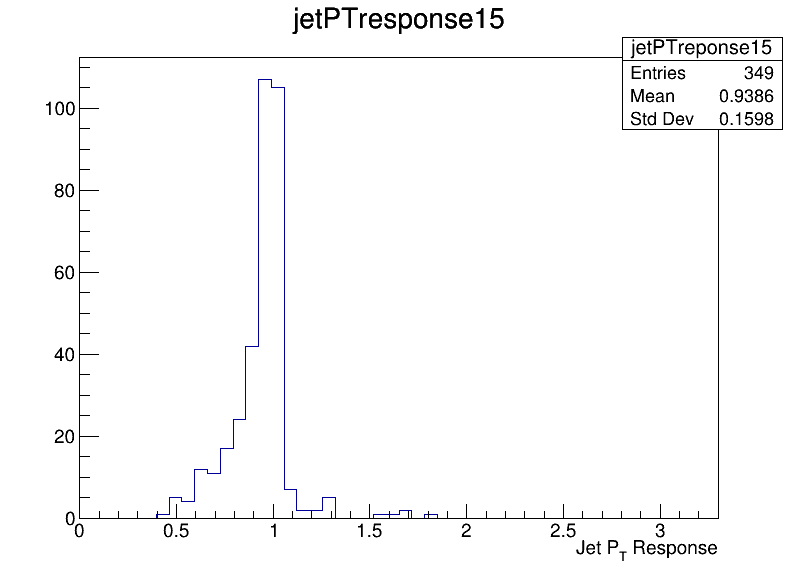 jetPTresponse15
jetPTreponse15
Entries 349
Mean 0.9386
Std Dev 0.1598
100
80
60
40
20
0
0 0.5 1 1.5 2 2.5 3
Jet P_T Response